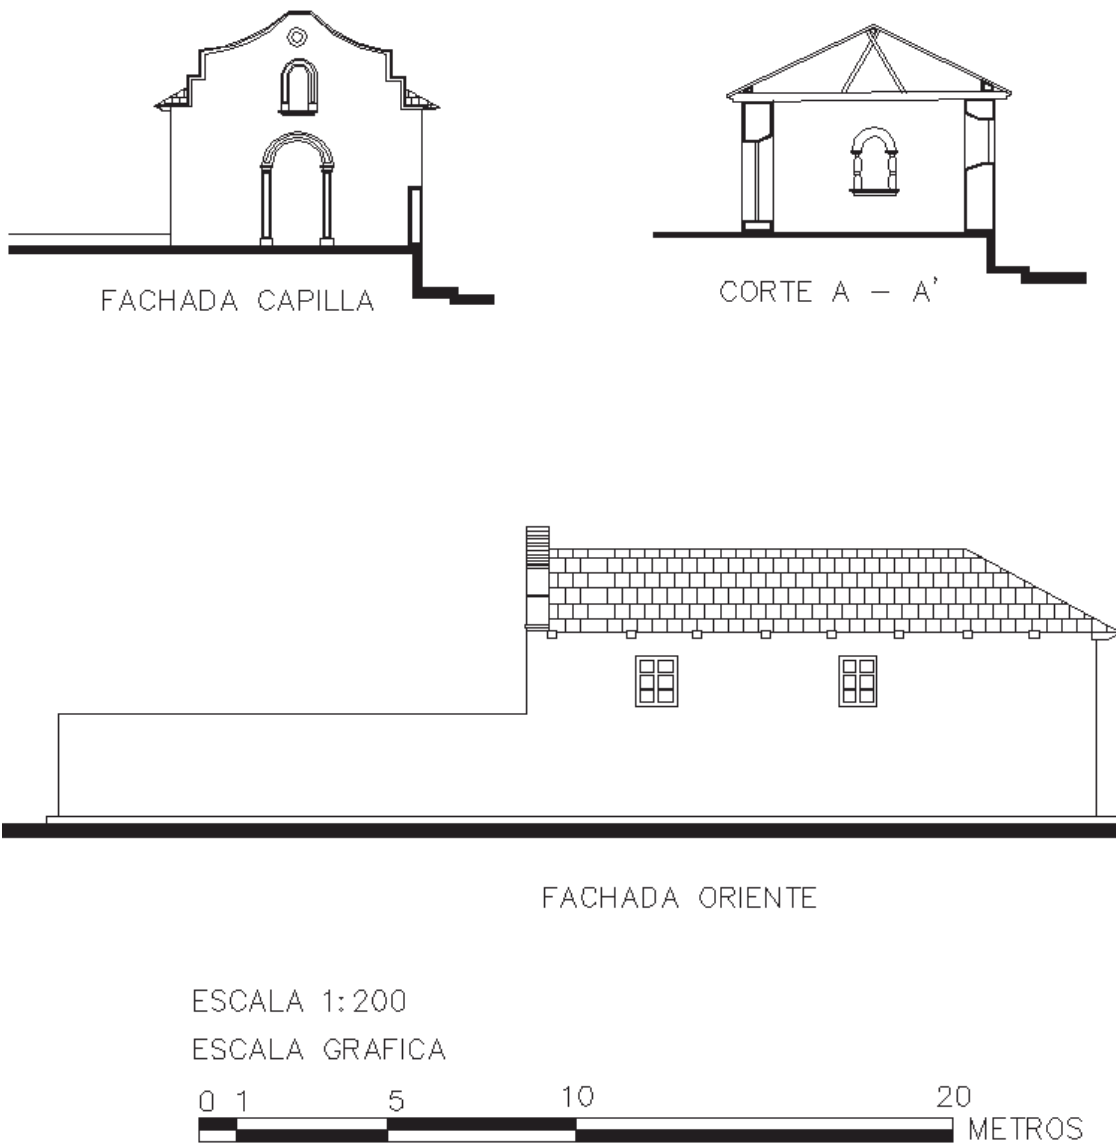 FACHADA CAPILLA
CORTE A - A'
FACHADA ORIENTE
ESCALA 1:200
ESCALA GRAFICA
0 1 5 10 20
METROS